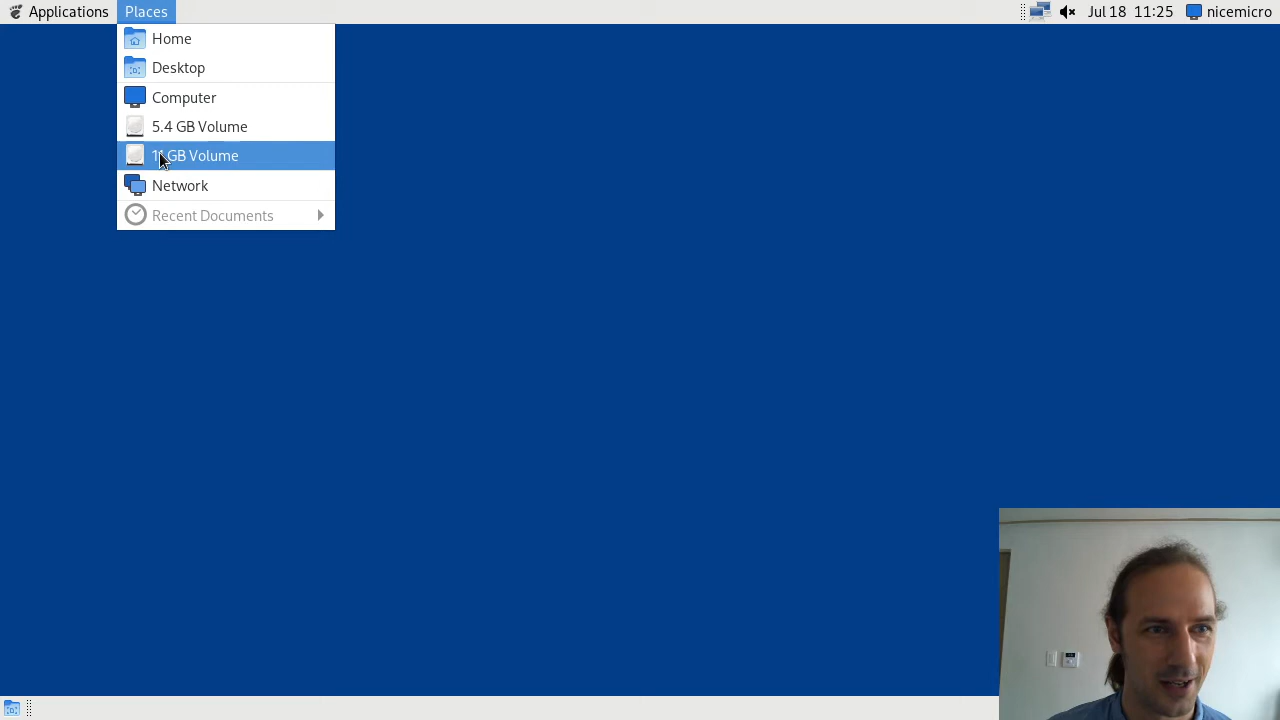 Applications Places Jul 18 11:25 nicemicro
Home
Desktop
Computer
5.4 GB Volume
11 GB Volume
Network
Recent Documents